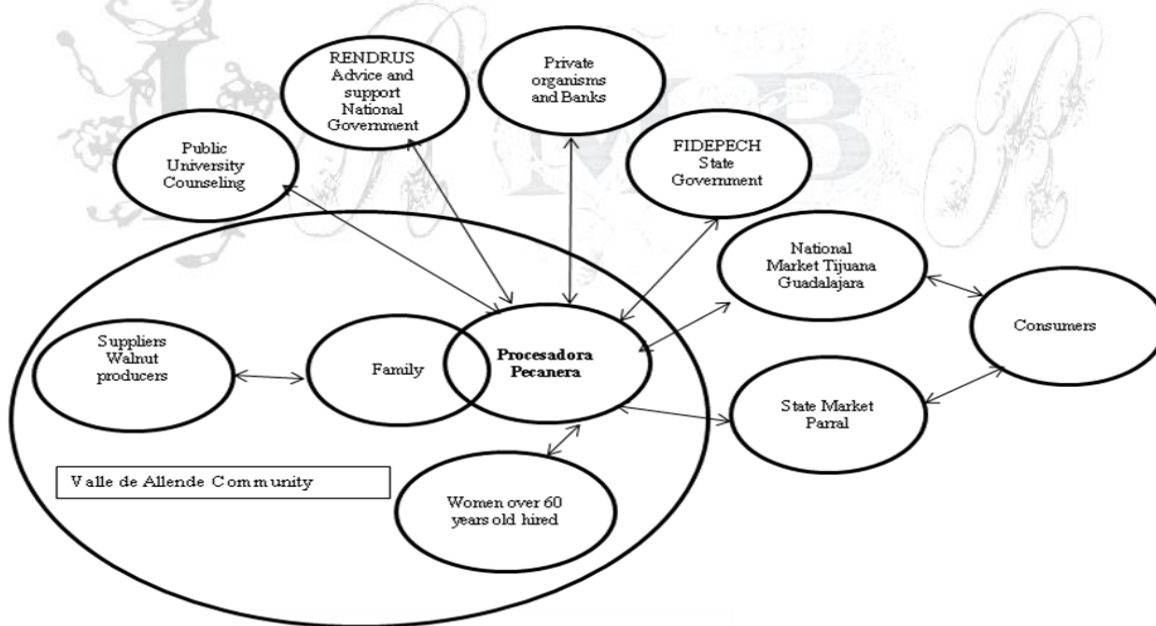 RENDRUS
Advice and
support
National
Government
Private
organisms
and Banks
Public
University
Counseling
FIDEPECH
State
Government
National
Market Tijuana
Guadalajara
Consumers
Suppliers
Walnut
producers
Family
Procesadora
Pecanera
State Market
Parral
Valle de Allende Community
Women over 60
years old hired